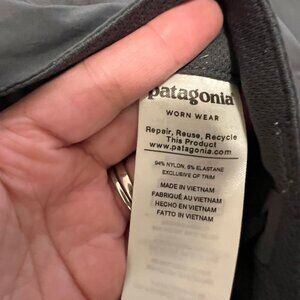 patagonia
WORN WEAR
Repair, Reuse, Recycle
This Product
www.patagonia.com
94% NYLON, 6% ELASTANE
EXCLUSIVE OF TRIM
MADE IN VIETNAM
FABRIQUÉ AU VIETNAM
HECHO EN VIETNAM
FATTO IN VIETNAM